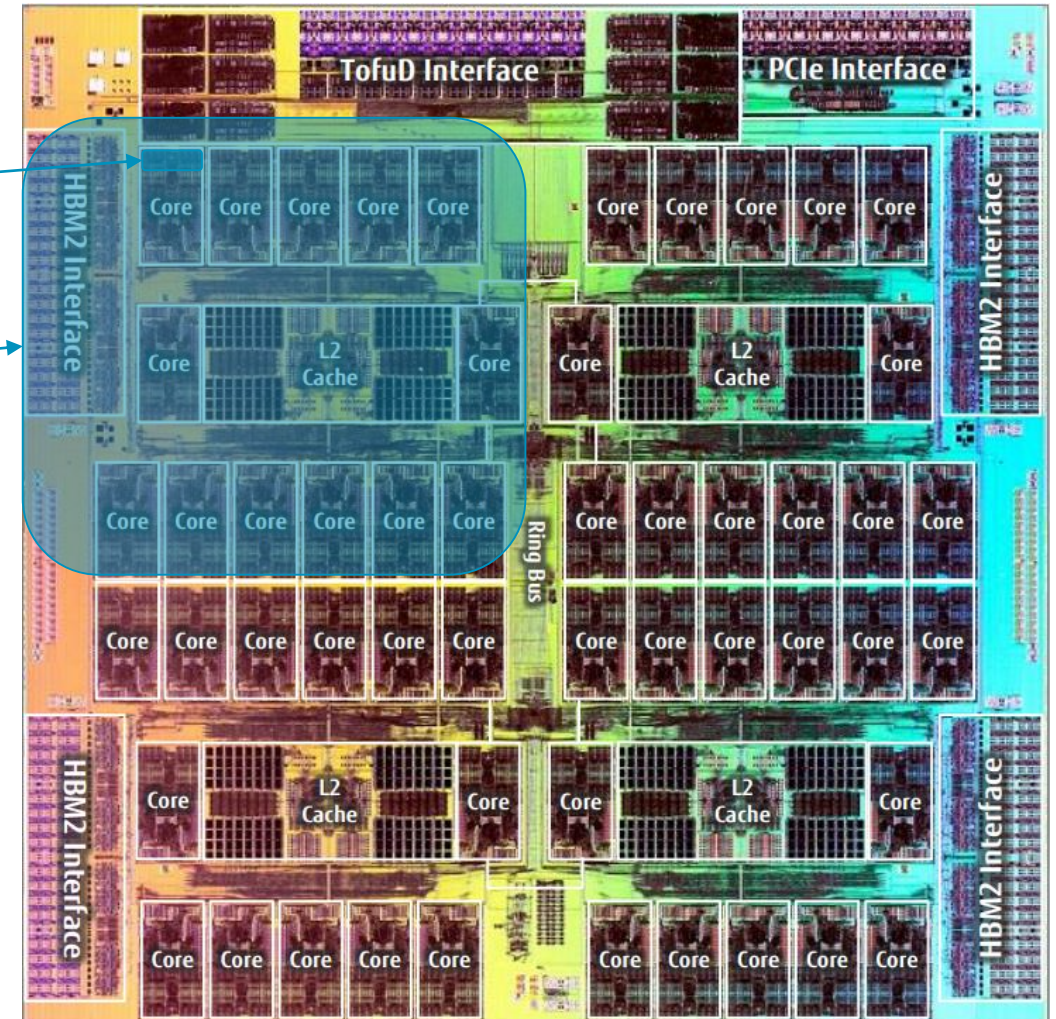 TofuD Interface PCIe Interface
HBM2 Interface
Core Core Core Core Core Core Core Core Core Core
HBM2 Interface
Core L2 Cache Core Core L2 Cache Core
Core Core Core Core Core Core Core Core Core Core Core Core
Ring Bus
Core Core Core Core Core Core Core Core Core Core Core Core
HBM2 Interface
Core L2 Cache Core Core L2 Cache Core
HBM2 Interface
Core Core Core Core Core Core Core Core Core Core